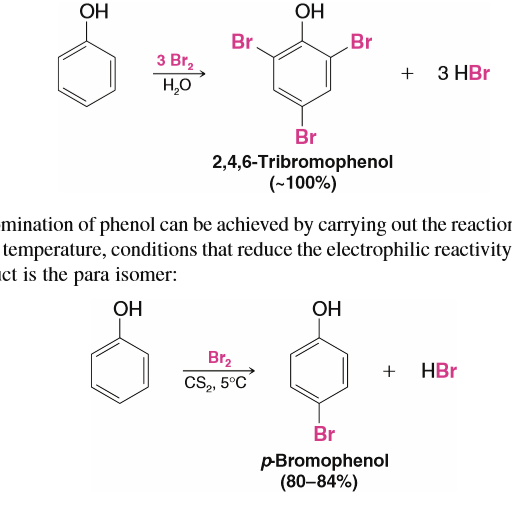 OH OH
Br Br
3 Br₂
H₂O
+ 3 HBr
Br
2,4,6-Tribromophenol
(~100%)
mination of phenol can be achieved by carrying out the reaction
temperature, conditions that reduce the electrophilic reactivity
ct is the para isomer:
OH OH
Br₂
CS₂, 5°C
+ HBr
Br
p-Bromophenol
(80–84%)